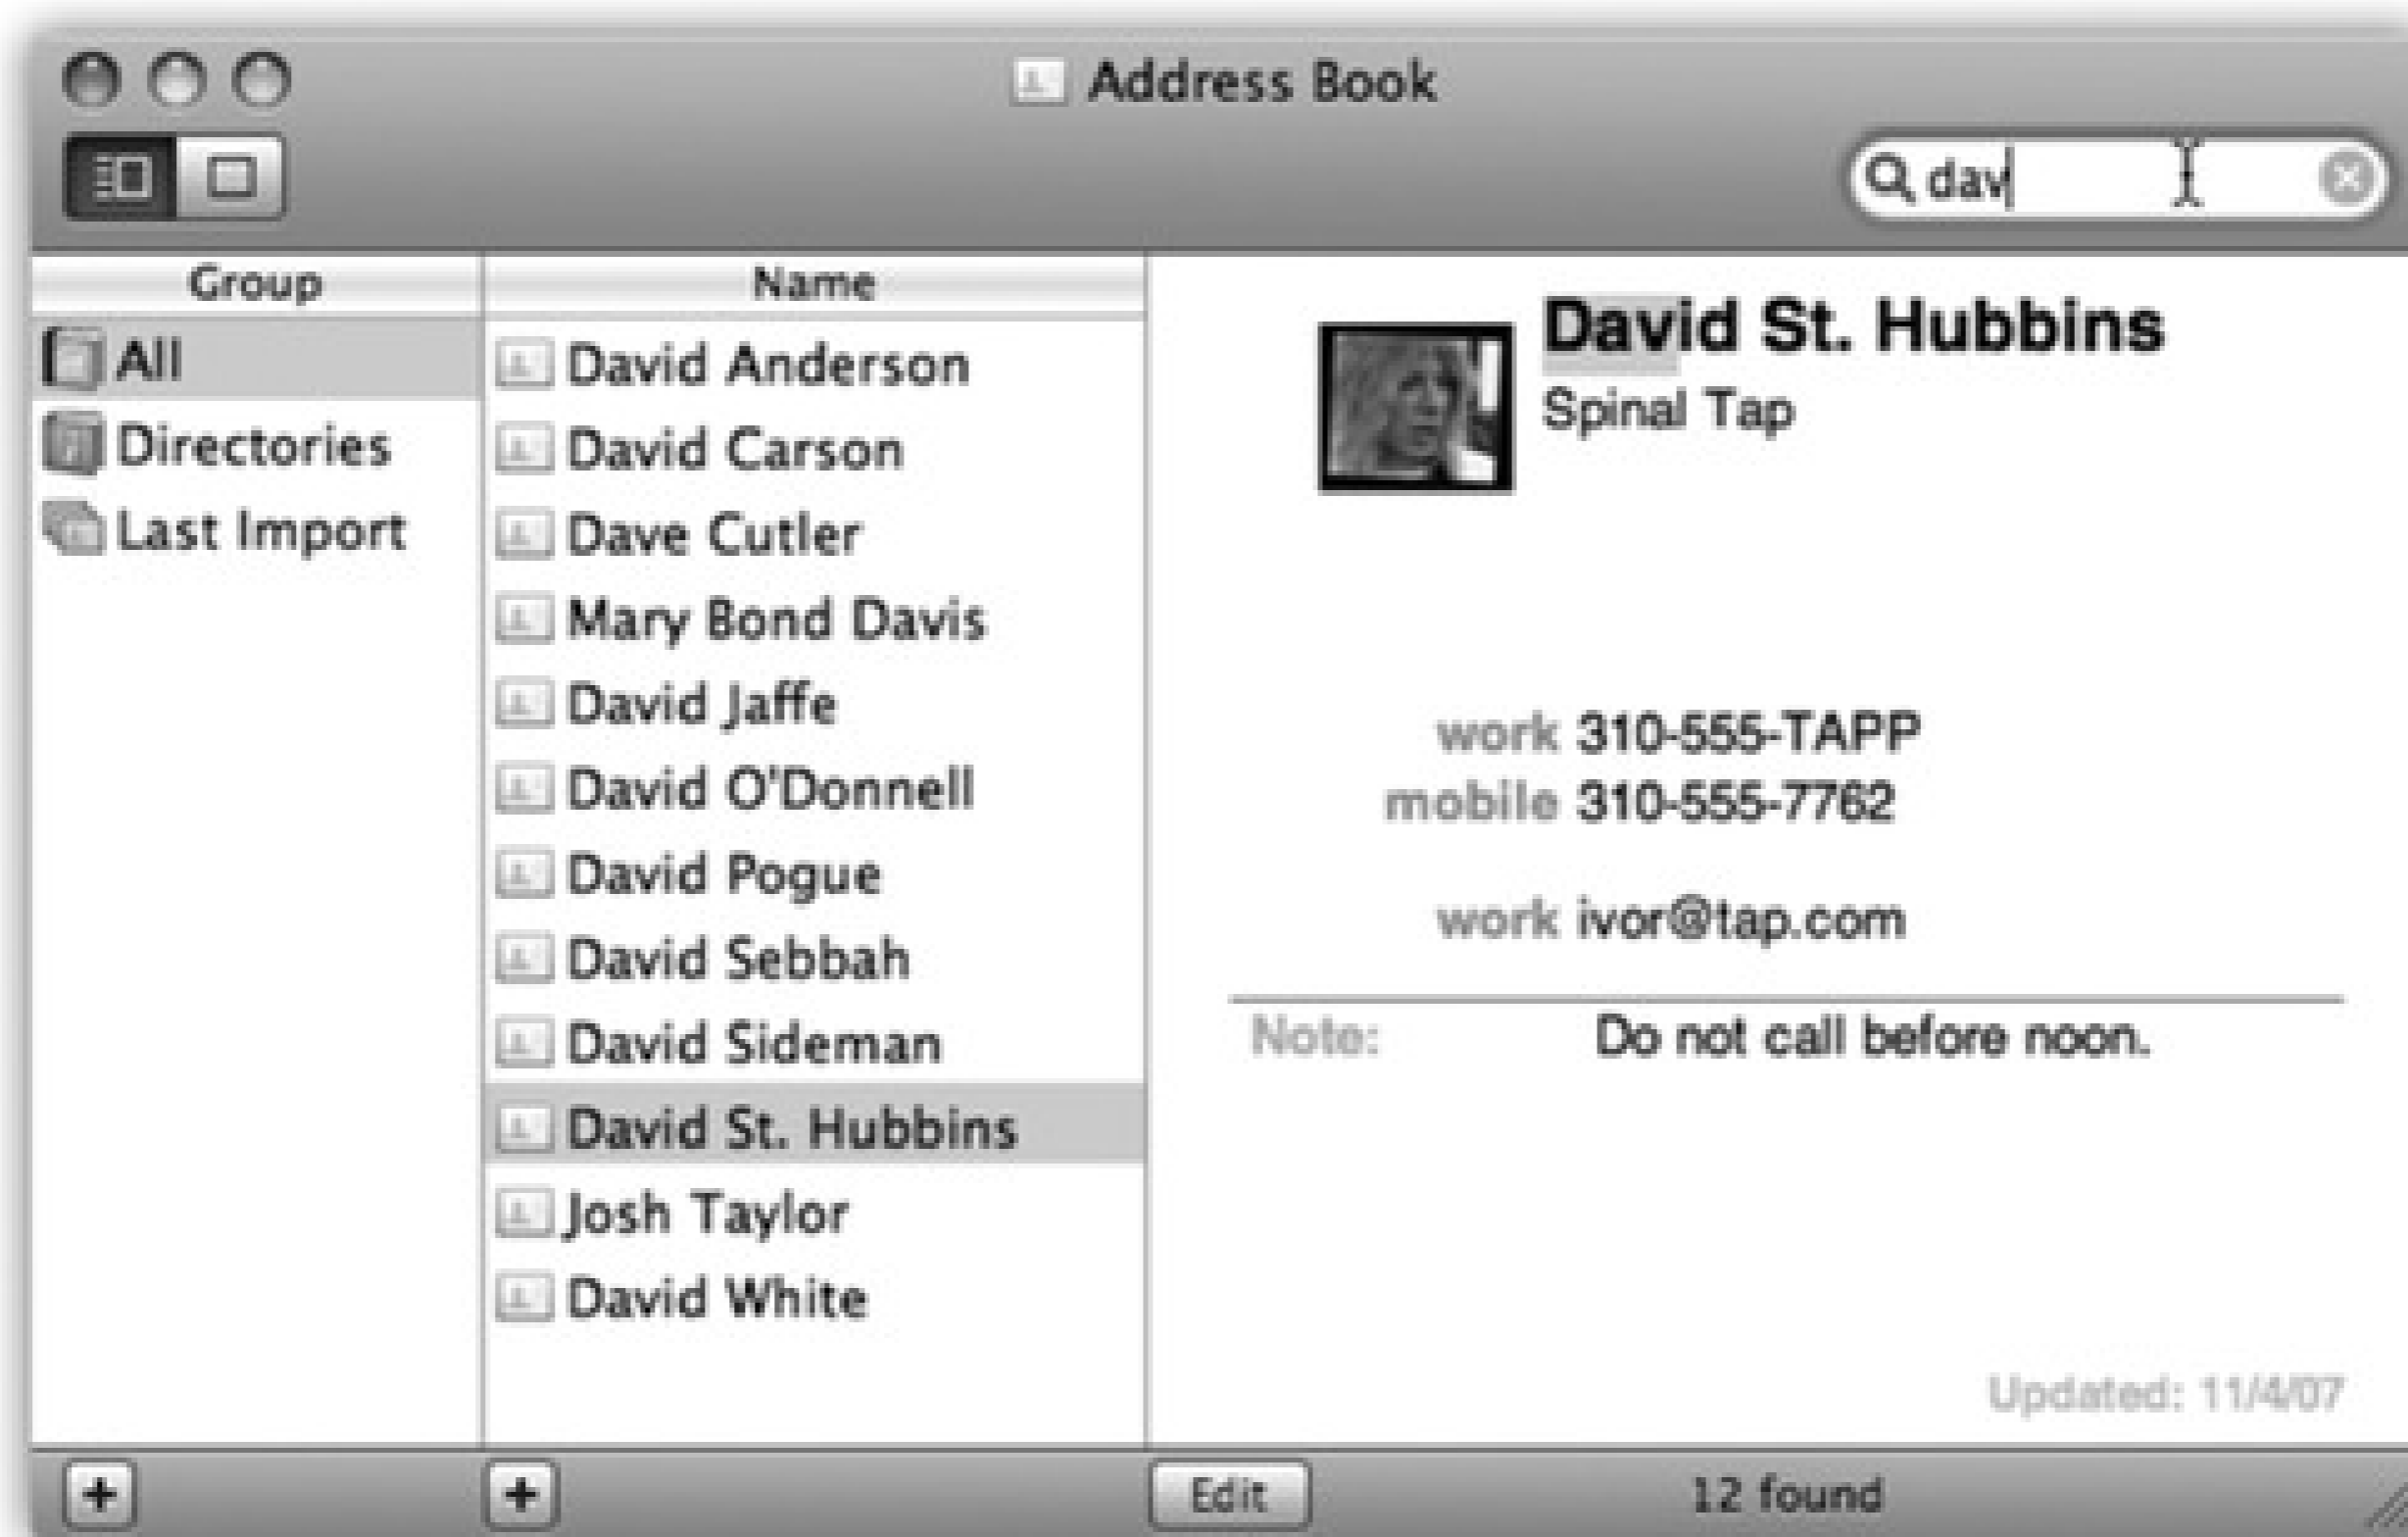 Address Book
dav
Group
All
Directories
Last Import
Name
David Anderson
David Carson
Dave Cutler
Mary Bond Davis
David Jaffe
David O'Donnell
David Pogue
David Sebbah
David Sideman
David St. Hubbins
Josh Taylor
David White
David St. Hubbins
Spinal Tap
work 310-555-TAPP
mobile 310-555-7762
work ivor@tap.com
Note: Do not call before noon.
Updated: 11/4/07
+
+
Edit
12 found